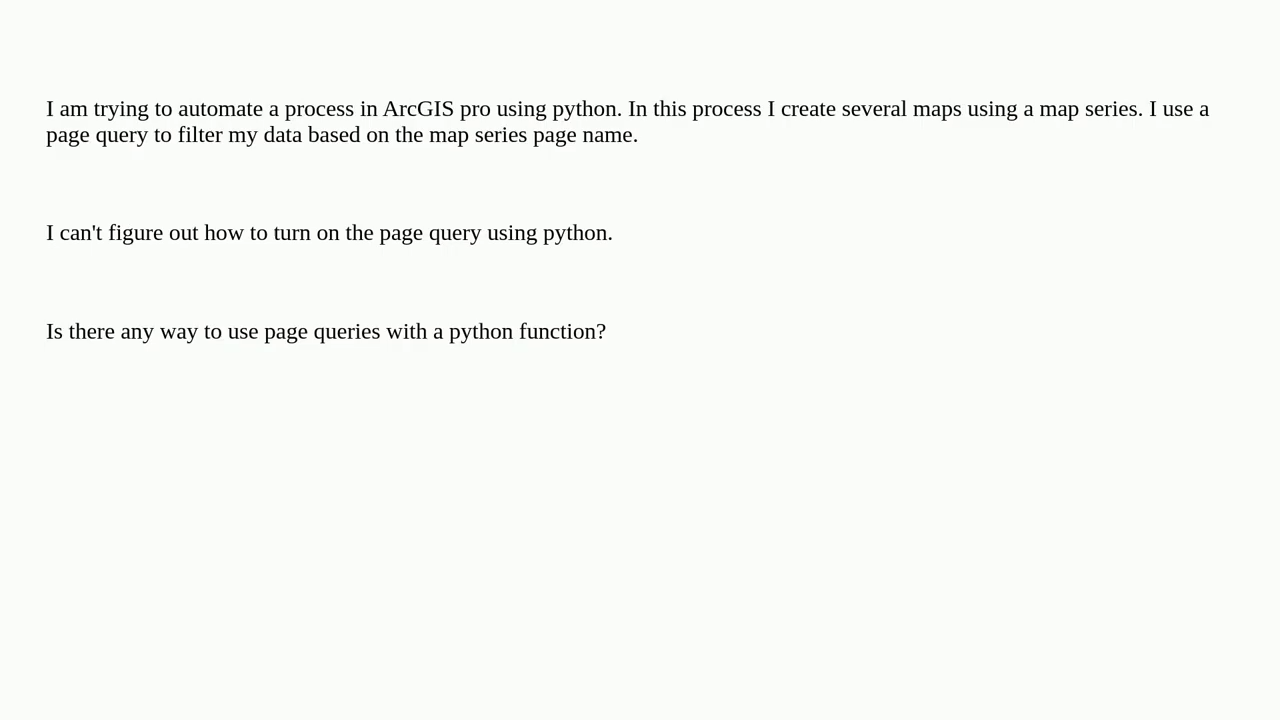 I am trying to automate a process in ArcGIS pro using python. In this process I create several maps using a map series. I use a
page query to filter my data based on the map series page name.
I can't figure out how to turn on the page query using python.
Is there any way to use page queries with a python function?